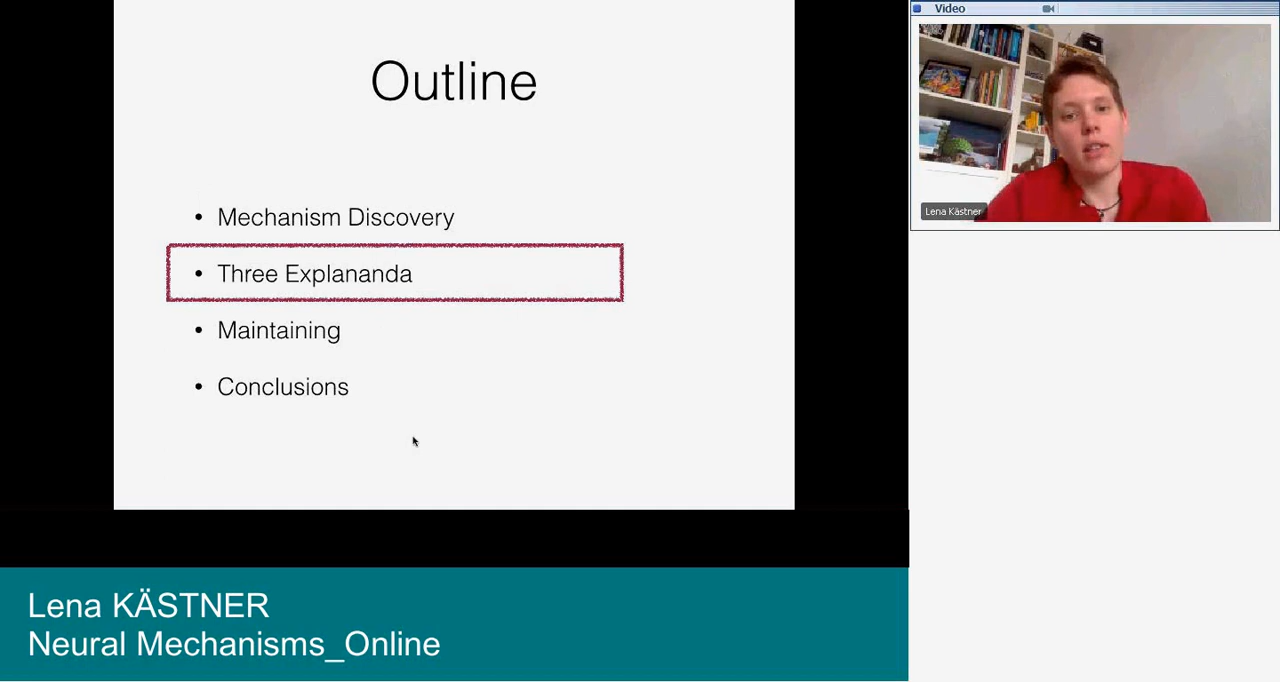 Outline
• Mechanism Discovery
• Three Explananda
• Maintaining
• Conclusions
Video
Lena Kästner
Lena KÄSTNER
Neural Mechanisms_Online